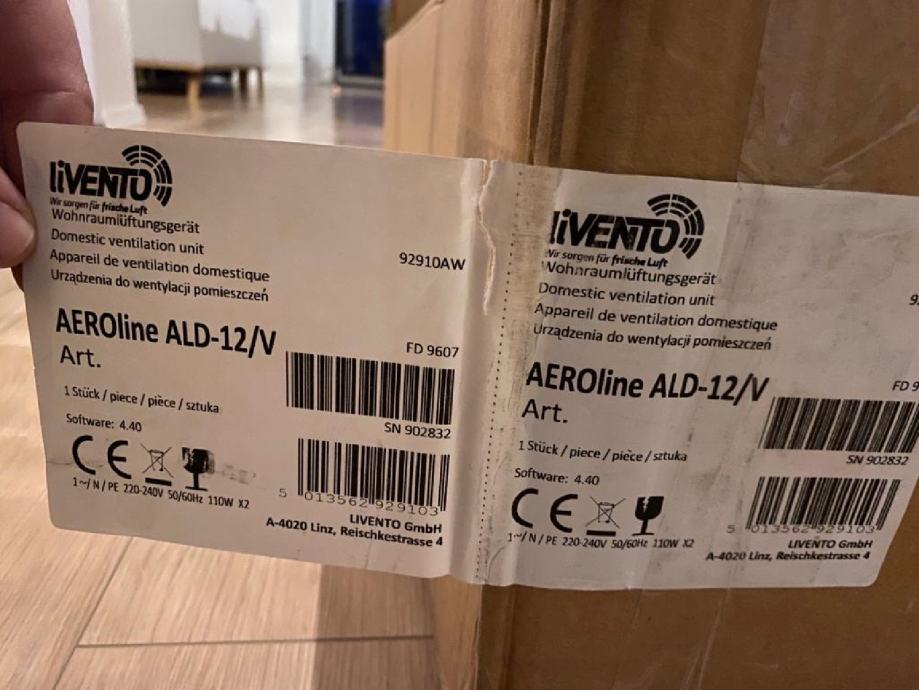 liVENTO
Wir sorgen für frische Luft
Wohnraumlüftungsgerät
Domestic ventilation unit
Appareil de ventilation domestique
Urządzenia do wentylacji pomieszczeń
92910AW
AEROline ALD-12/V
Art.
FD 9607
1 Stück / piece / pièce / sztuka
SN 902832
Software: 4.40
CE
1~/ N / PE 220-240V 50/60Hz 110W X2
5 013562 929103
LIVENTO GmbH
A-4020 Linz, Reischkestrasse 4
liVENTO
Wir sorgen für frische Luft
Wohnraumlüftungsgerät
Domestic ventilation unit
Appareil de ventilation domestique
Urządzenia do wentylacji pomieszczeń
9
AEROline ALD-12/V
Art.
FD 9
1 Stück / piece / pièce / sztuka
SN 902832
Software: 4.40
CE
1~/ N / PE 220-240V 50/60Hz 110W X2
5 013562 929103
LIVENTO GmbH
A-4020 Linz, Reischkestrasse 4